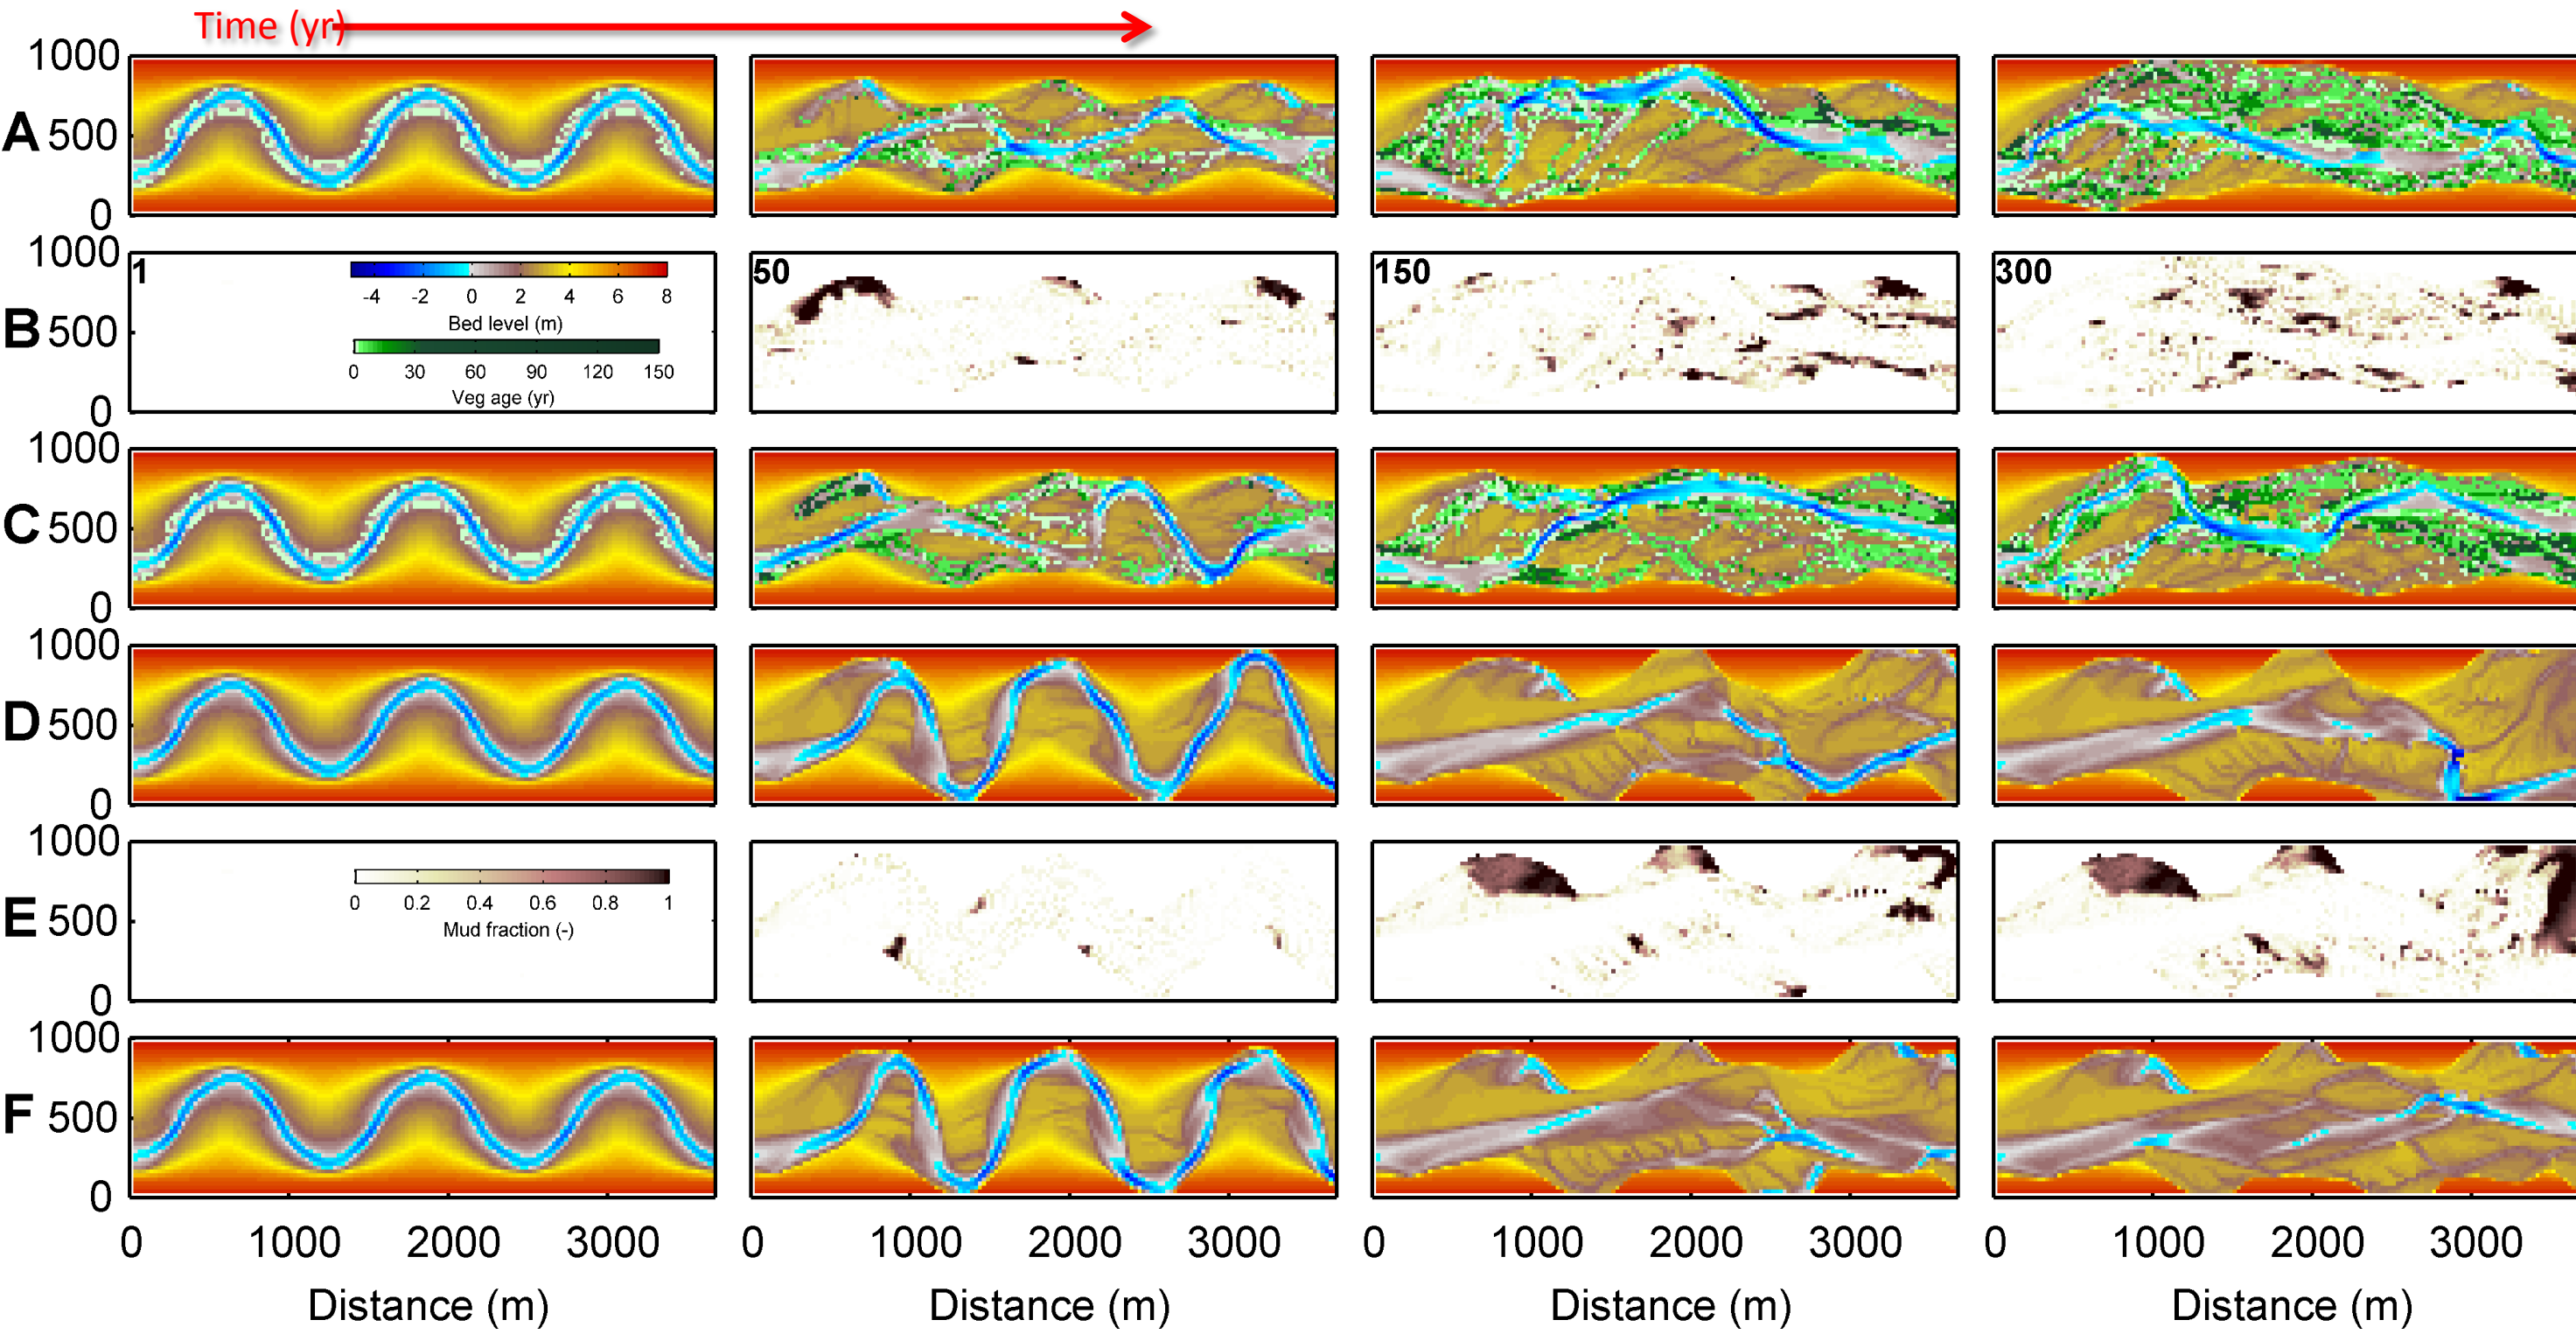 Time (yr)
1000
A 500
0
1000
1 50 150 300
-4 -2 0 2 4 6 8
Bed level (m)
B 500
0 30 60 90 120 150
Veg age (yr)
0
1000
C 500
0
1000
D 500
0
1000
0 0.2 0.4 0.6 0.8 1
E 500
Mud fraction (-)
0
1000
F 500
0
0 1000 2000 3000 0 1000 2000 3000 0 1000 2000 3000 0 1000 2000 3000
Distance (m) Distance (m) Distance (m) Distance (m)